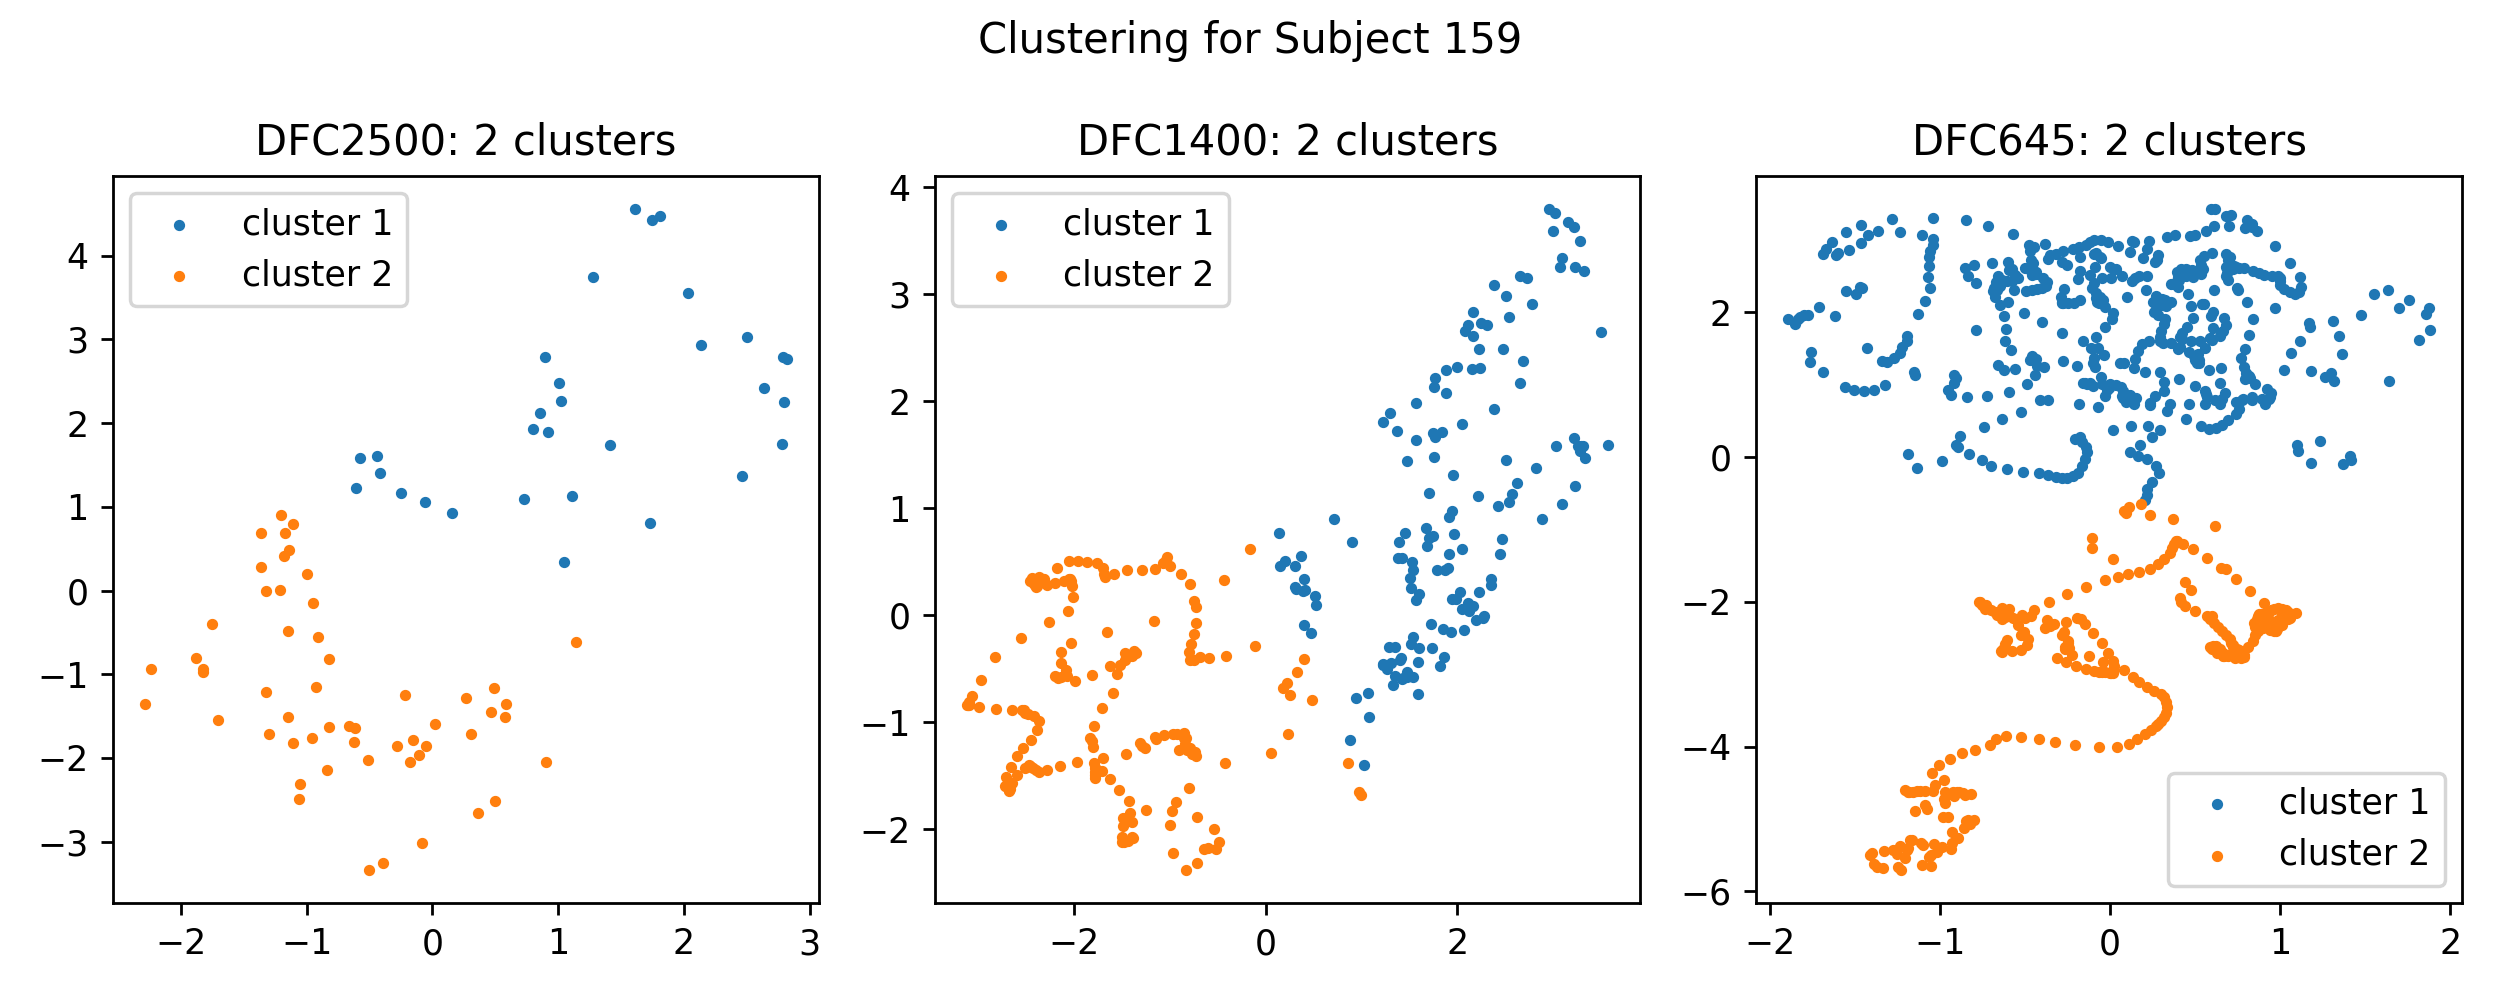 Clustering for Subject 159
DFC2500: 2 clusters
cluster 1
cluster 2
4
3
2
1
0
−1
−2
−3
−2 −1 0 1 2 3
DFC1400: 2 clusters
cluster 1
cluster 2
4
3
2
1
0
−1
−2
−2 0 2
DFC645: 2 clusters
2
0
−2
−4
−6
cluster 1
cluster 2
−2 −1 0 1 2